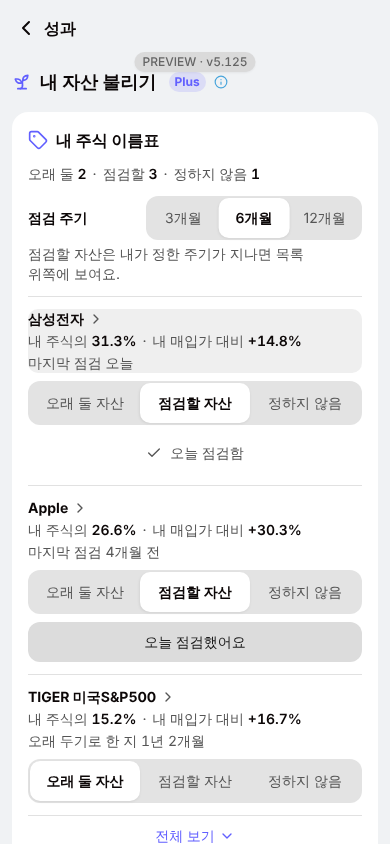 성과
PREVIEW · v5.125
내 자산 불리기 Plus
내 주식 이름표
오래 둘 2 · 점검할 3 · 정하지 않음 1
점검 주기 3개월 6개월 12개월
점검할 자산은 내가 정한 주기가 지나면 목록
위쪽에 보여요.
삼성전자
내 주식의 31.3% · 내 매입가 대비 +14.8%
마지막 점검 오늘
오래 둘 자산 점검할 자산 정하지 않음
오늘 점검함
Apple
내 주식의 26.6% · 내 매입가 대비 +30.3%
마지막 점검 4개월 전
오래 둘 자산 점검할 자산 정하지 않음
오늘 점검했어요
TIGER 미국S&P500
내 주식의 15.2% · 내 매입가 대비 +16.7%
오래 두기로 한 지 1년 2개월
오래 둘 자산 점검할 자산 정하지 않음
전체 보기